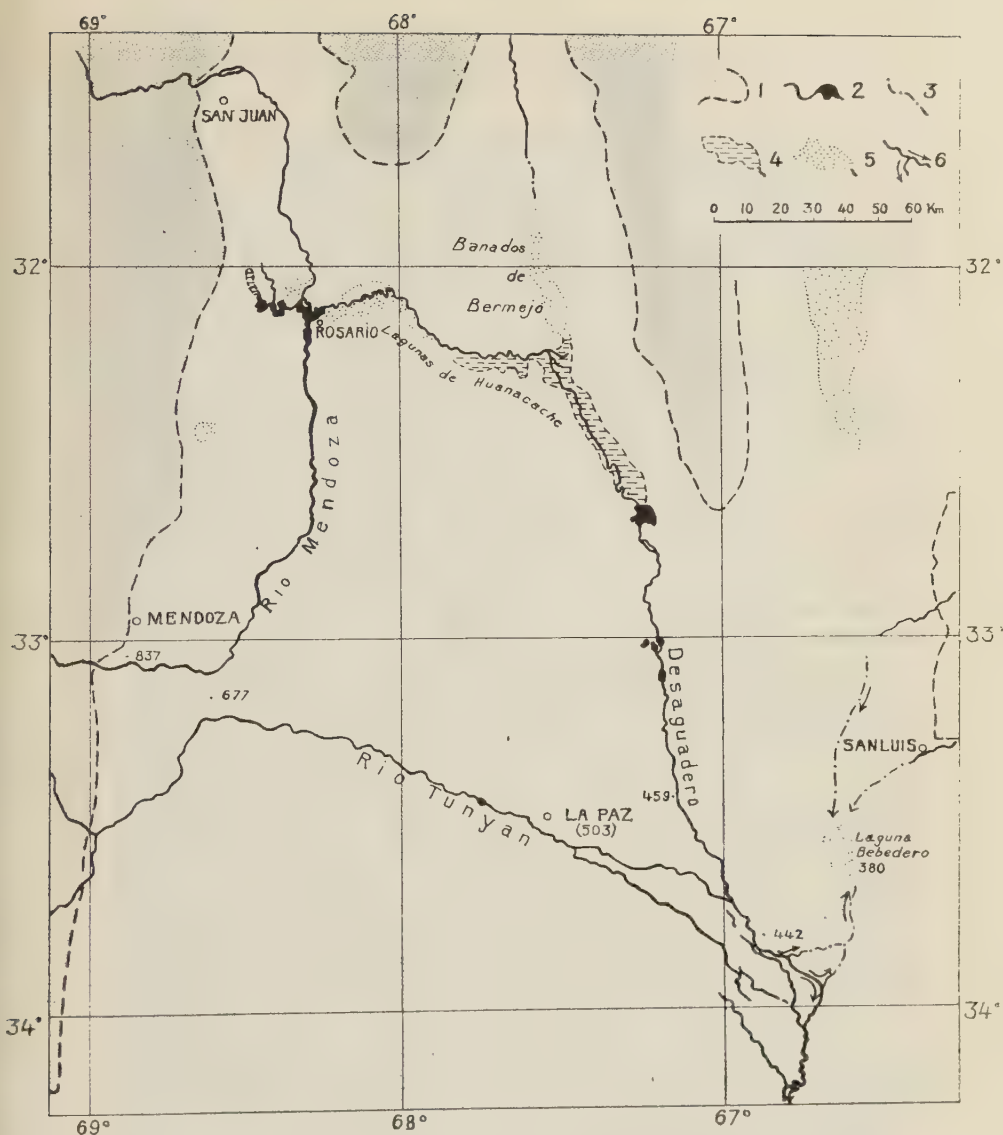 69° 68° 67°
1 2 3
4 5 6
0 10 20 30 40 50 60 Km
SAN JUAN
32° 32°
Banados
de
Bermejo
ROSARIO
Lagunas de Huanacache
Rio Mendoza
MENDOZA
33° 33°
837
677
Desaguadero
SAN LUIS
Rio Tunyan
459
LA PAZ
(503)
Laguna
Bebedero
380
442
34° 34°
69° 68° 67°